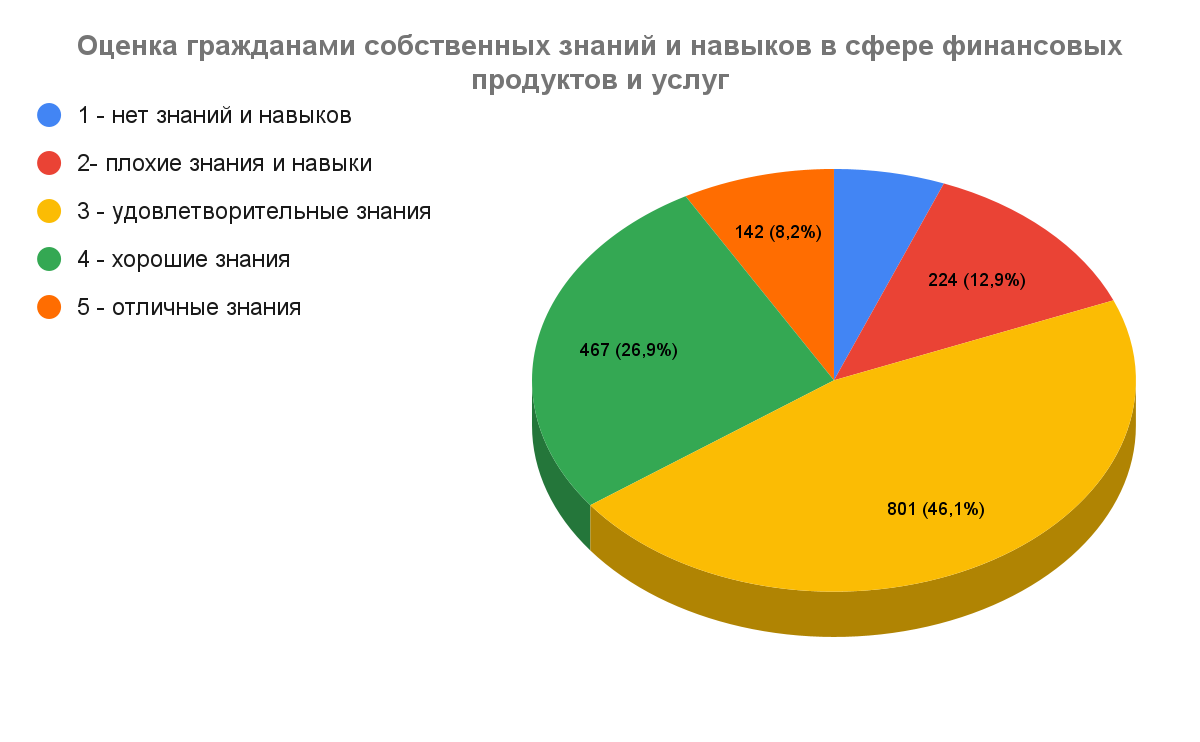 Оценка гражданами собственных знаний и навыков в сфере финансовых
продуктов и услуг
1 - нет знаний и навыков
2- плохие знания и навыки
3 - удовлетворительные знания
4 - хорошие знания
5 - отличные знания
142 (8,2%)
224 (12,9%)
467 (26,9%)
801 (46,1%)